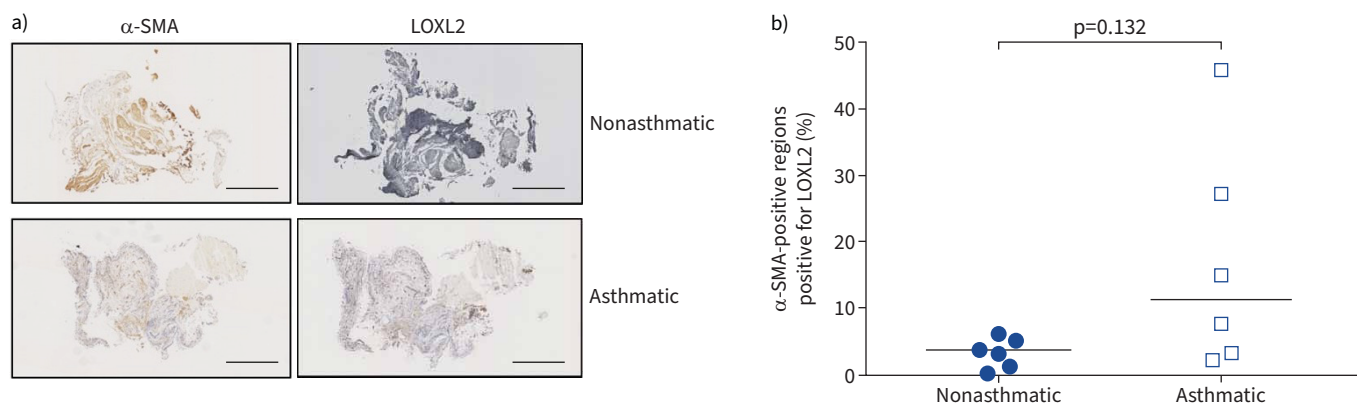 a)
α-SMA
LOXL2
Nonasthmatic
Asthmatic
b)
p=0.132
α-SMA-positive regions
positive for LOXL2 (%)
50
40
30
20
10
0
Nonasthmatic
Asthmatic